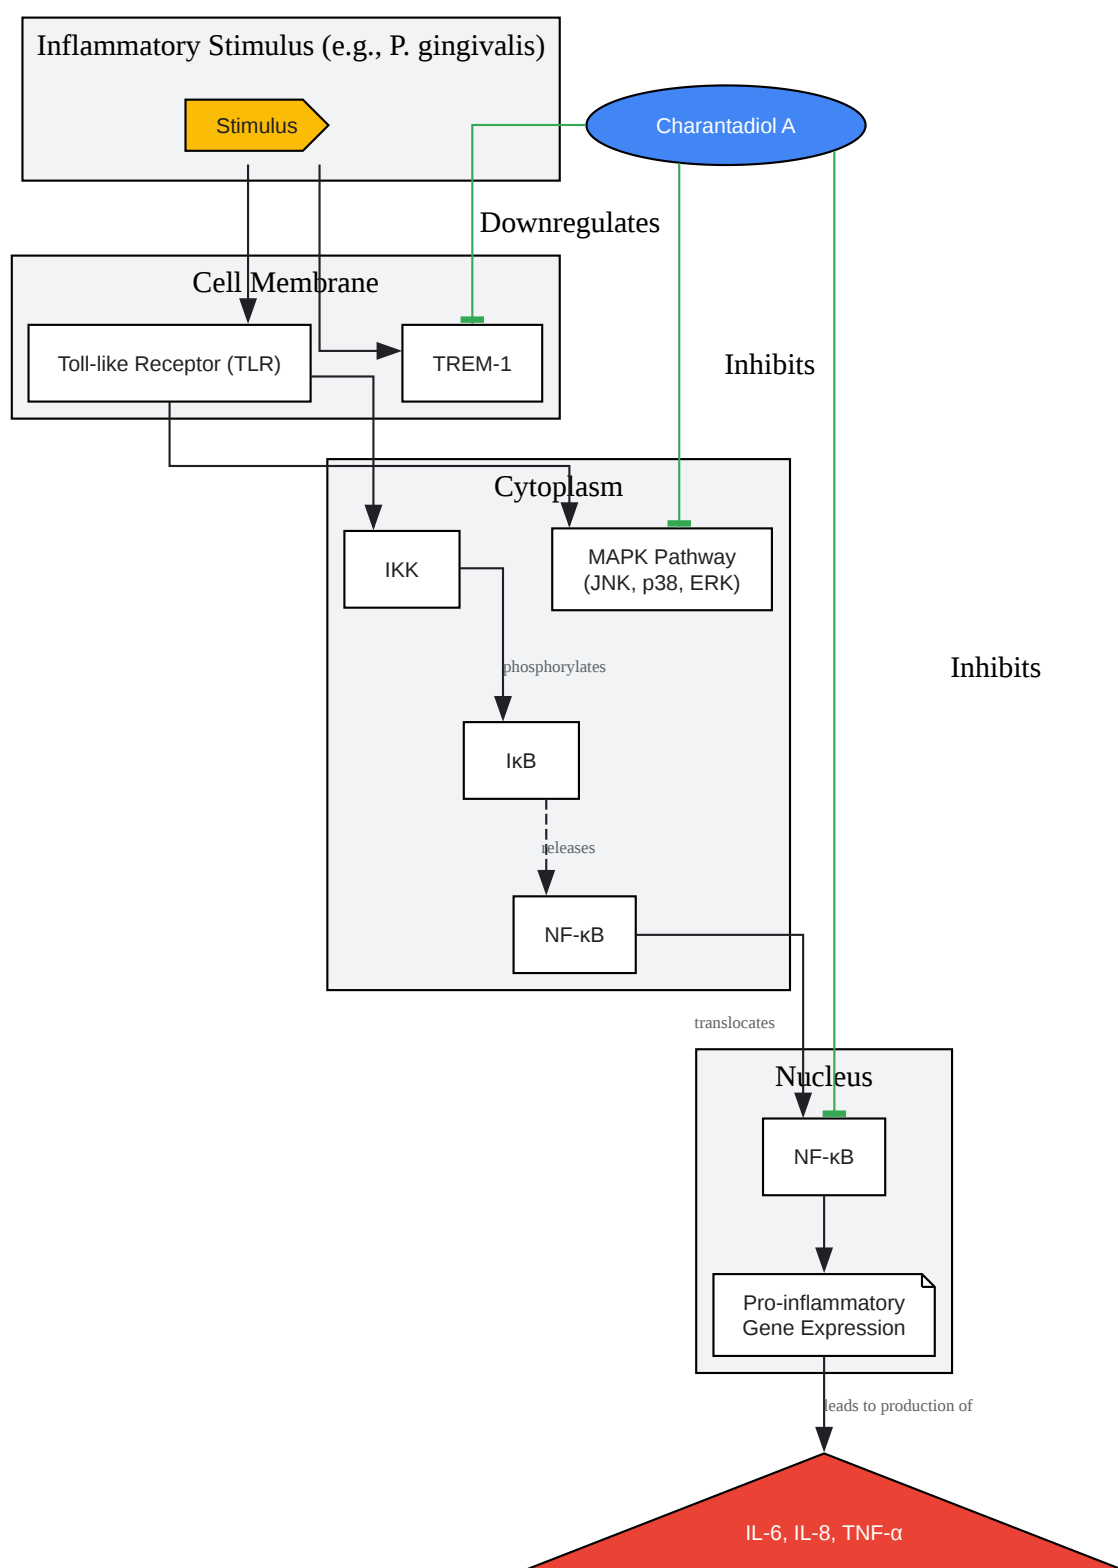 Inflammatory Stimulus (e.g., P. gingivalis)
Stimulus
Charantadiol A
Downregulates
Cell Membrane
Toll-like Receptor (TLR)
TREM-1
Inhibits
Cytoplasm
IKK
MAPK Pathway
(JNK, p38, ERK)
phosphorylates
Inhibits
IκB
releases
NF-κB
translocates
Nucleus
NF-κB
Pro-inflammatory
Gene Expression
leads to production of
IL-6, IL-8, TNF-α